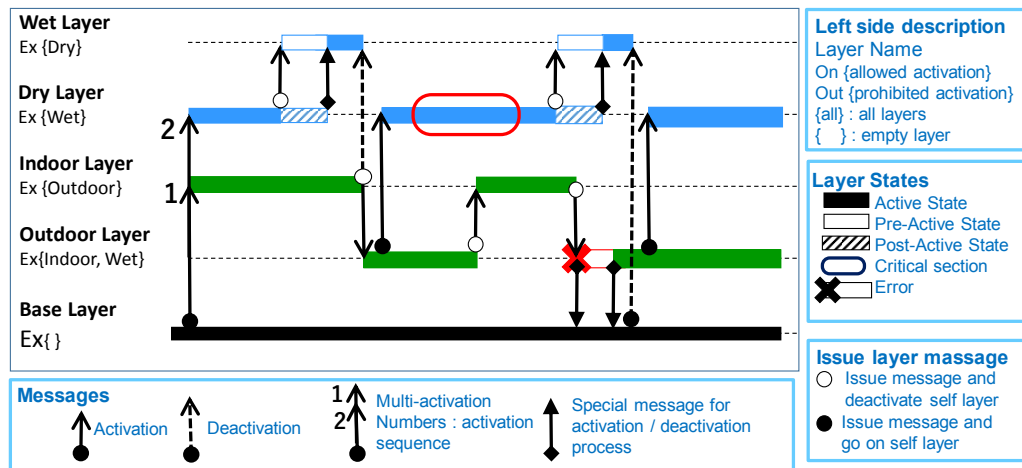 Wet Layer
Ex {Dry}
Dry Layer
Ex {Wet}
2
Indoor Layer
Ex {Outdoor}
1
Outdoor Layer
Ex{Indoor, Wet}
Base Layer
Ex{ }
Left side description
Layer Name
On {allowed activation}
Out {prohibited activation}
{all} : all layers
{ } : empty layer
Layer States
Active State
Pre-Active State
Post-Active State
Critical section
Error
Issue layer massage
Issue message and
deactivate self layer
Issue message and
go on self layer
Messages
Activation
Deactivation
1
2
Multi-activation
Numbers : activation
sequence
Special message for
activation / deactivation
process